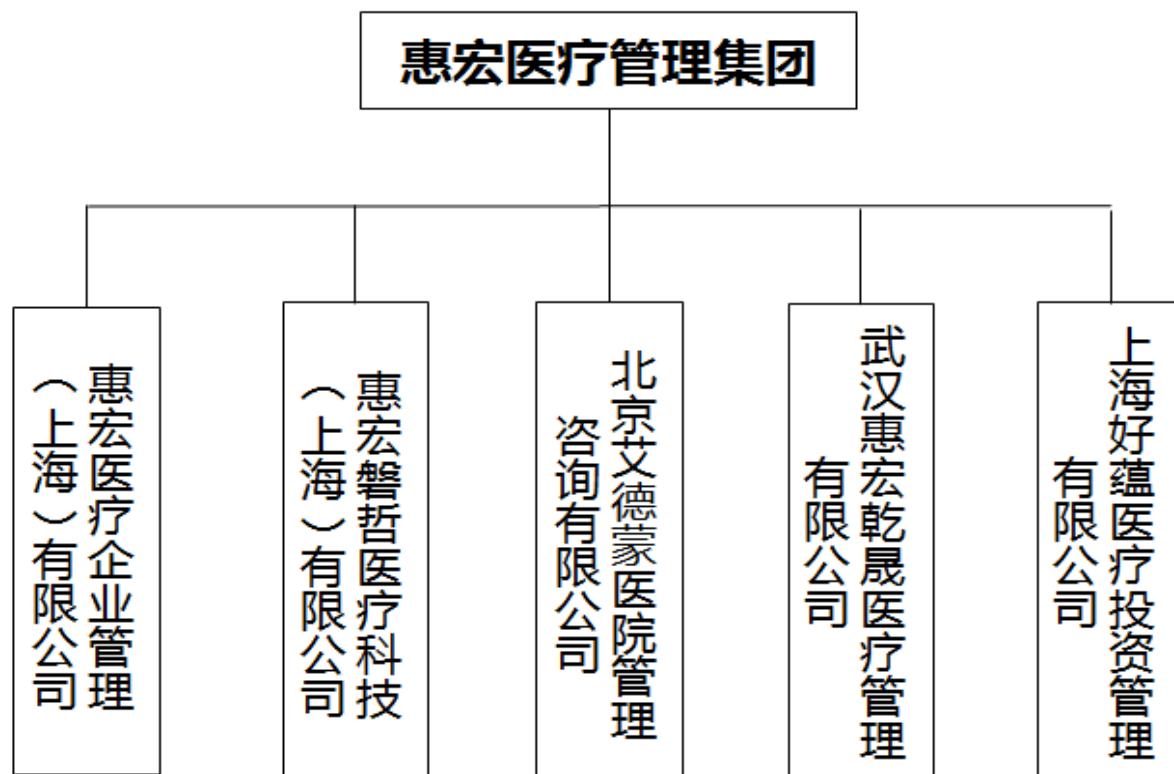 惠宏医疗管理集团
惠宏医疗企业管理
（上海）有限公司
惠宏磐哲医疗科技
（上海）有限公司
北京艾德蒙医院管理
咨询有限公司
武汉惠宏乾晟医疗管理
有限公司
上海好蕴医疗投资管理
有限公司